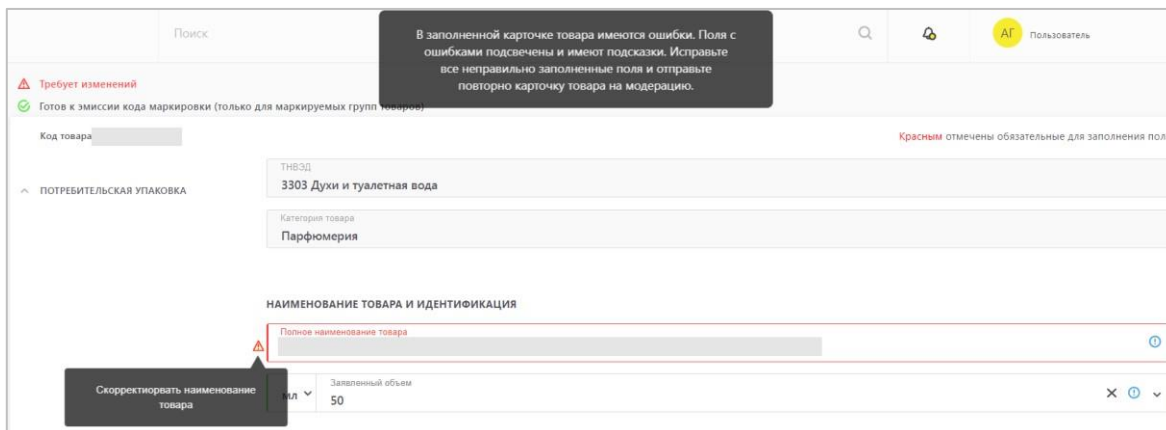 Поиск
В заполненной карточке товара имеются ошибки. Поля с
ошибками подсвечены и имеют подсказки. Исправьте
все неправильно заполненные поля и отправьте
повторно карточку товара на модерацию.
АГ Пользователь
Требует изменений
Готов к эмиссии кода маркировки (только для маркируемых групп товаров)
Код товара
Красным отмечены обязательные для заполнения пол
ПОТРЕБИТЕЛЬСКАЯ УПАКОВКА
ТНВЭД
3303 Духи и туалетная вода
Категория товара
Парфюмерия
НАИМЕНОВАНИЕ ТОВАРА И ИДЕНТИФИКАЦИЯ
Полное наименование товара
Скорректиорвать наименование
товара
мл
Заявленный объем
50